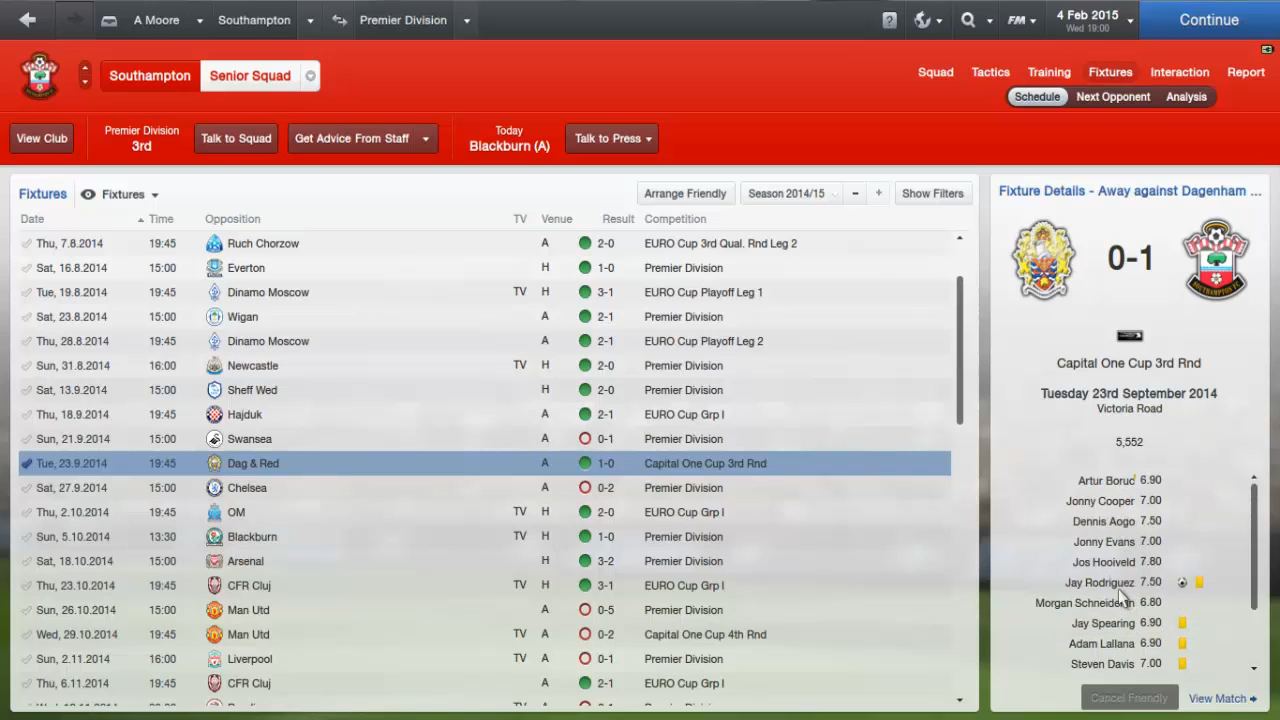 A Moore Southampton Premier Division ? FM 4 Feb 2015 Continue
Wed 19:00
Southampton Senior Squad Squad Tactics Training Fixtures Interaction Report
Schedule Next Opponent Analysis
View Club Premier Division 3rd Talk to Squad Get Advice From Staff Today Blackburn (A) Talk to Press
Fixtures Fixtures Arrange Friendly Season 2014/15 - + Show Filters
Date Time Opposition TV Venue Result Competition
Thu, 7.8.2014 19:45 Ruch Chorzow A 2-0 EURO Cup 3rd Qual. Rnd Leg 2
Sat, 16.8.2014 15:00 Everton H 1-0 Premier Division
Tue, 19.8.2014 19:45 Dinamo Moscow TV H 3-1 EURO Cup Playoff Leg 1
Sat, 23.8.2014 15:00 Wigan A 2-1 Premier Division
Thu, 28.8.2014 19:45 Dinamo Moscow A 2-1 EURO Cup Playoff Leg 2
Sun, 31.8.2014 16:00 Newcastle TV H 2-0 Premier Division
Sat, 13.9.2014 15:00 Sheff Wed H 2-0 Premier Division
Thu, 18.9.2014 19:45 Hajduk A 2-1 EURO Cup Grp I
Sun, 21.9.2014 15:00 Swansea A 0-1 Premier Division
Tue, 23.9.2014 19:45 Dag & Red A 1-0 Capital One Cup 3rd Rnd
Sat, 27.9.2014 15:00 Chelsea A 0-2 Premier Division
Thu, 2.10.2014 19:45 OM TV H 2-0 EURO Cup Grp I
Sun, 5.10.2014 13:30 Blackburn TV H 1-0 Premier Division
Sat, 18.10.2014 15:00 Arsenal H 3-2 Premier Division
Thu, 23.10.2014 19:45 CFR Cluj TV H 3-1 EURO Cup Grp I
Sun, 26.10.2014 15:00 Man Utd A 0-5 Premier Division
Wed, 29.10.2014 19:45 Man Utd TV A 0-2 Capital One Cup 4th Rnd
Sun, 2.11.2014 16:00 Liverpool TV H 0-1 Premier Division
Thu, 6.11.2014 19:45 CFR Cluj A 2-1 EURO Cup Grp I
Fixture Details - Away against Dagenham ...
0-1
Capital One Cup 3rd Rnd
Tuesday 23rd September 2014
Victoria Road
5,552
Artur Boruc 6.90
Jonny Cooper 7.00
Dennis Aogo 7.50
Jonny Evans 7.00
Jos Hooiveld 7.80
Jay Rodriguez 7.50
Morgan 6.80
Jay Spearing 6.90
Adam Lallana 6.90
Steven Davis 7.00
Cancel Friendly View Match